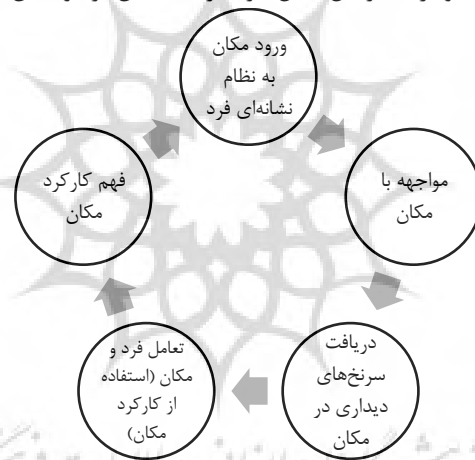 ورود مکان
به نظام
نشانه‌ای فرد
مواجهه با
مکان
دریافت
سرنخ‌های
دیداری در
مکان
تعامل فرد و
مکان (استفاده
از کارکرد
مکان)
فهم کارکرد
مکان